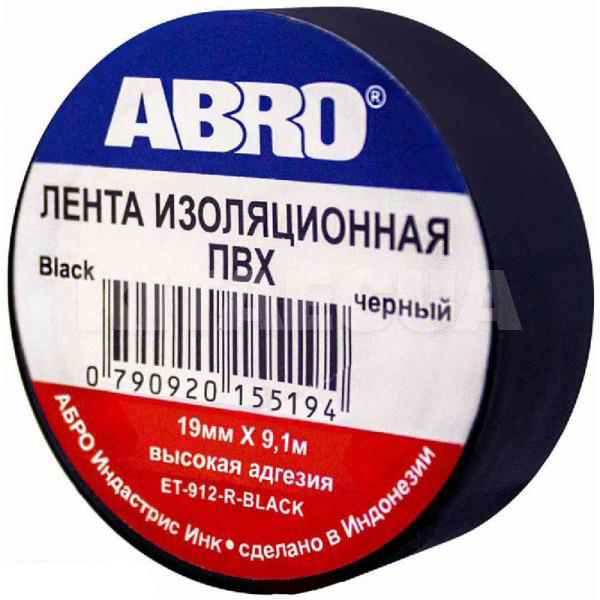 ABRO®
ЛЕНТА ИЗОЛЯЦИОННАЯ
ПВХ
Black
черный
0 790920 155194
19мм X 9,1м
высокая адгезия
ET-912-R-BLACK
АБРО Индастрис Инк • сделано в Индонезии